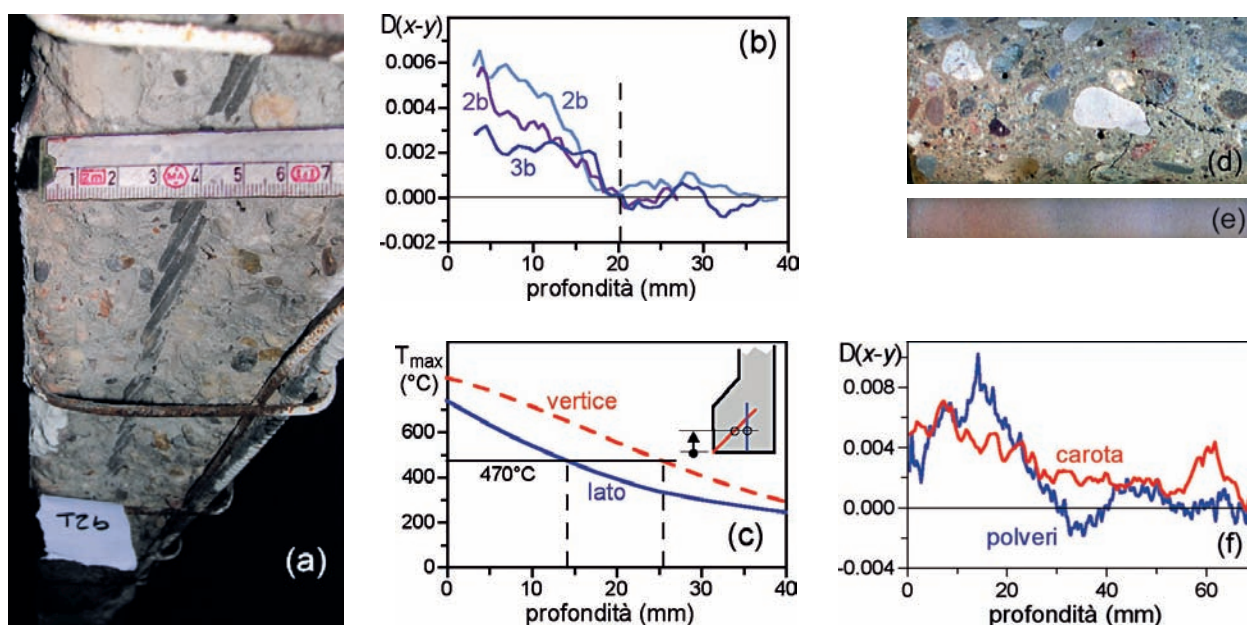 1 2m 2 3 MA 4 5 6 7
T2b
(a)
D(x-y)
(b)
0.006
0.004
0.002
0.000
-0.002
2b
2b
3b
0 10 20 30 40
profondità (mm)
T max
(°C)
600
400
200
0
vertice
470°C
lato
(c)
0 10 20 30 40
profondità (mm)
(d)
(e)
D(x-y)
0.008
0.004
0.000
-0.004
carota
polveri
(f)
0 20 40 60
profondità (mm)